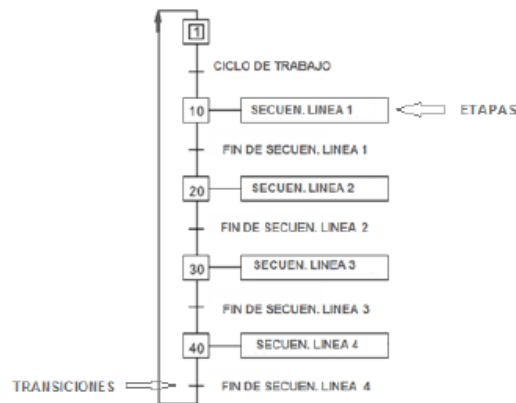 1
CICLO DE TRABAJO
10 SECUEN. LINEA 1 ETAPAS
FIN DE SECUEN. LINEA 1
20 SECUEN. LINEA 2
FIN DE SECUEN. LINEA 2
30 SECUEN. LINEA 3
FIN DE SECUEN. LINEA 3
40 SECUEN. LINEA 4
TRANSICIONES FIN DE SECUEN. LINEA 4